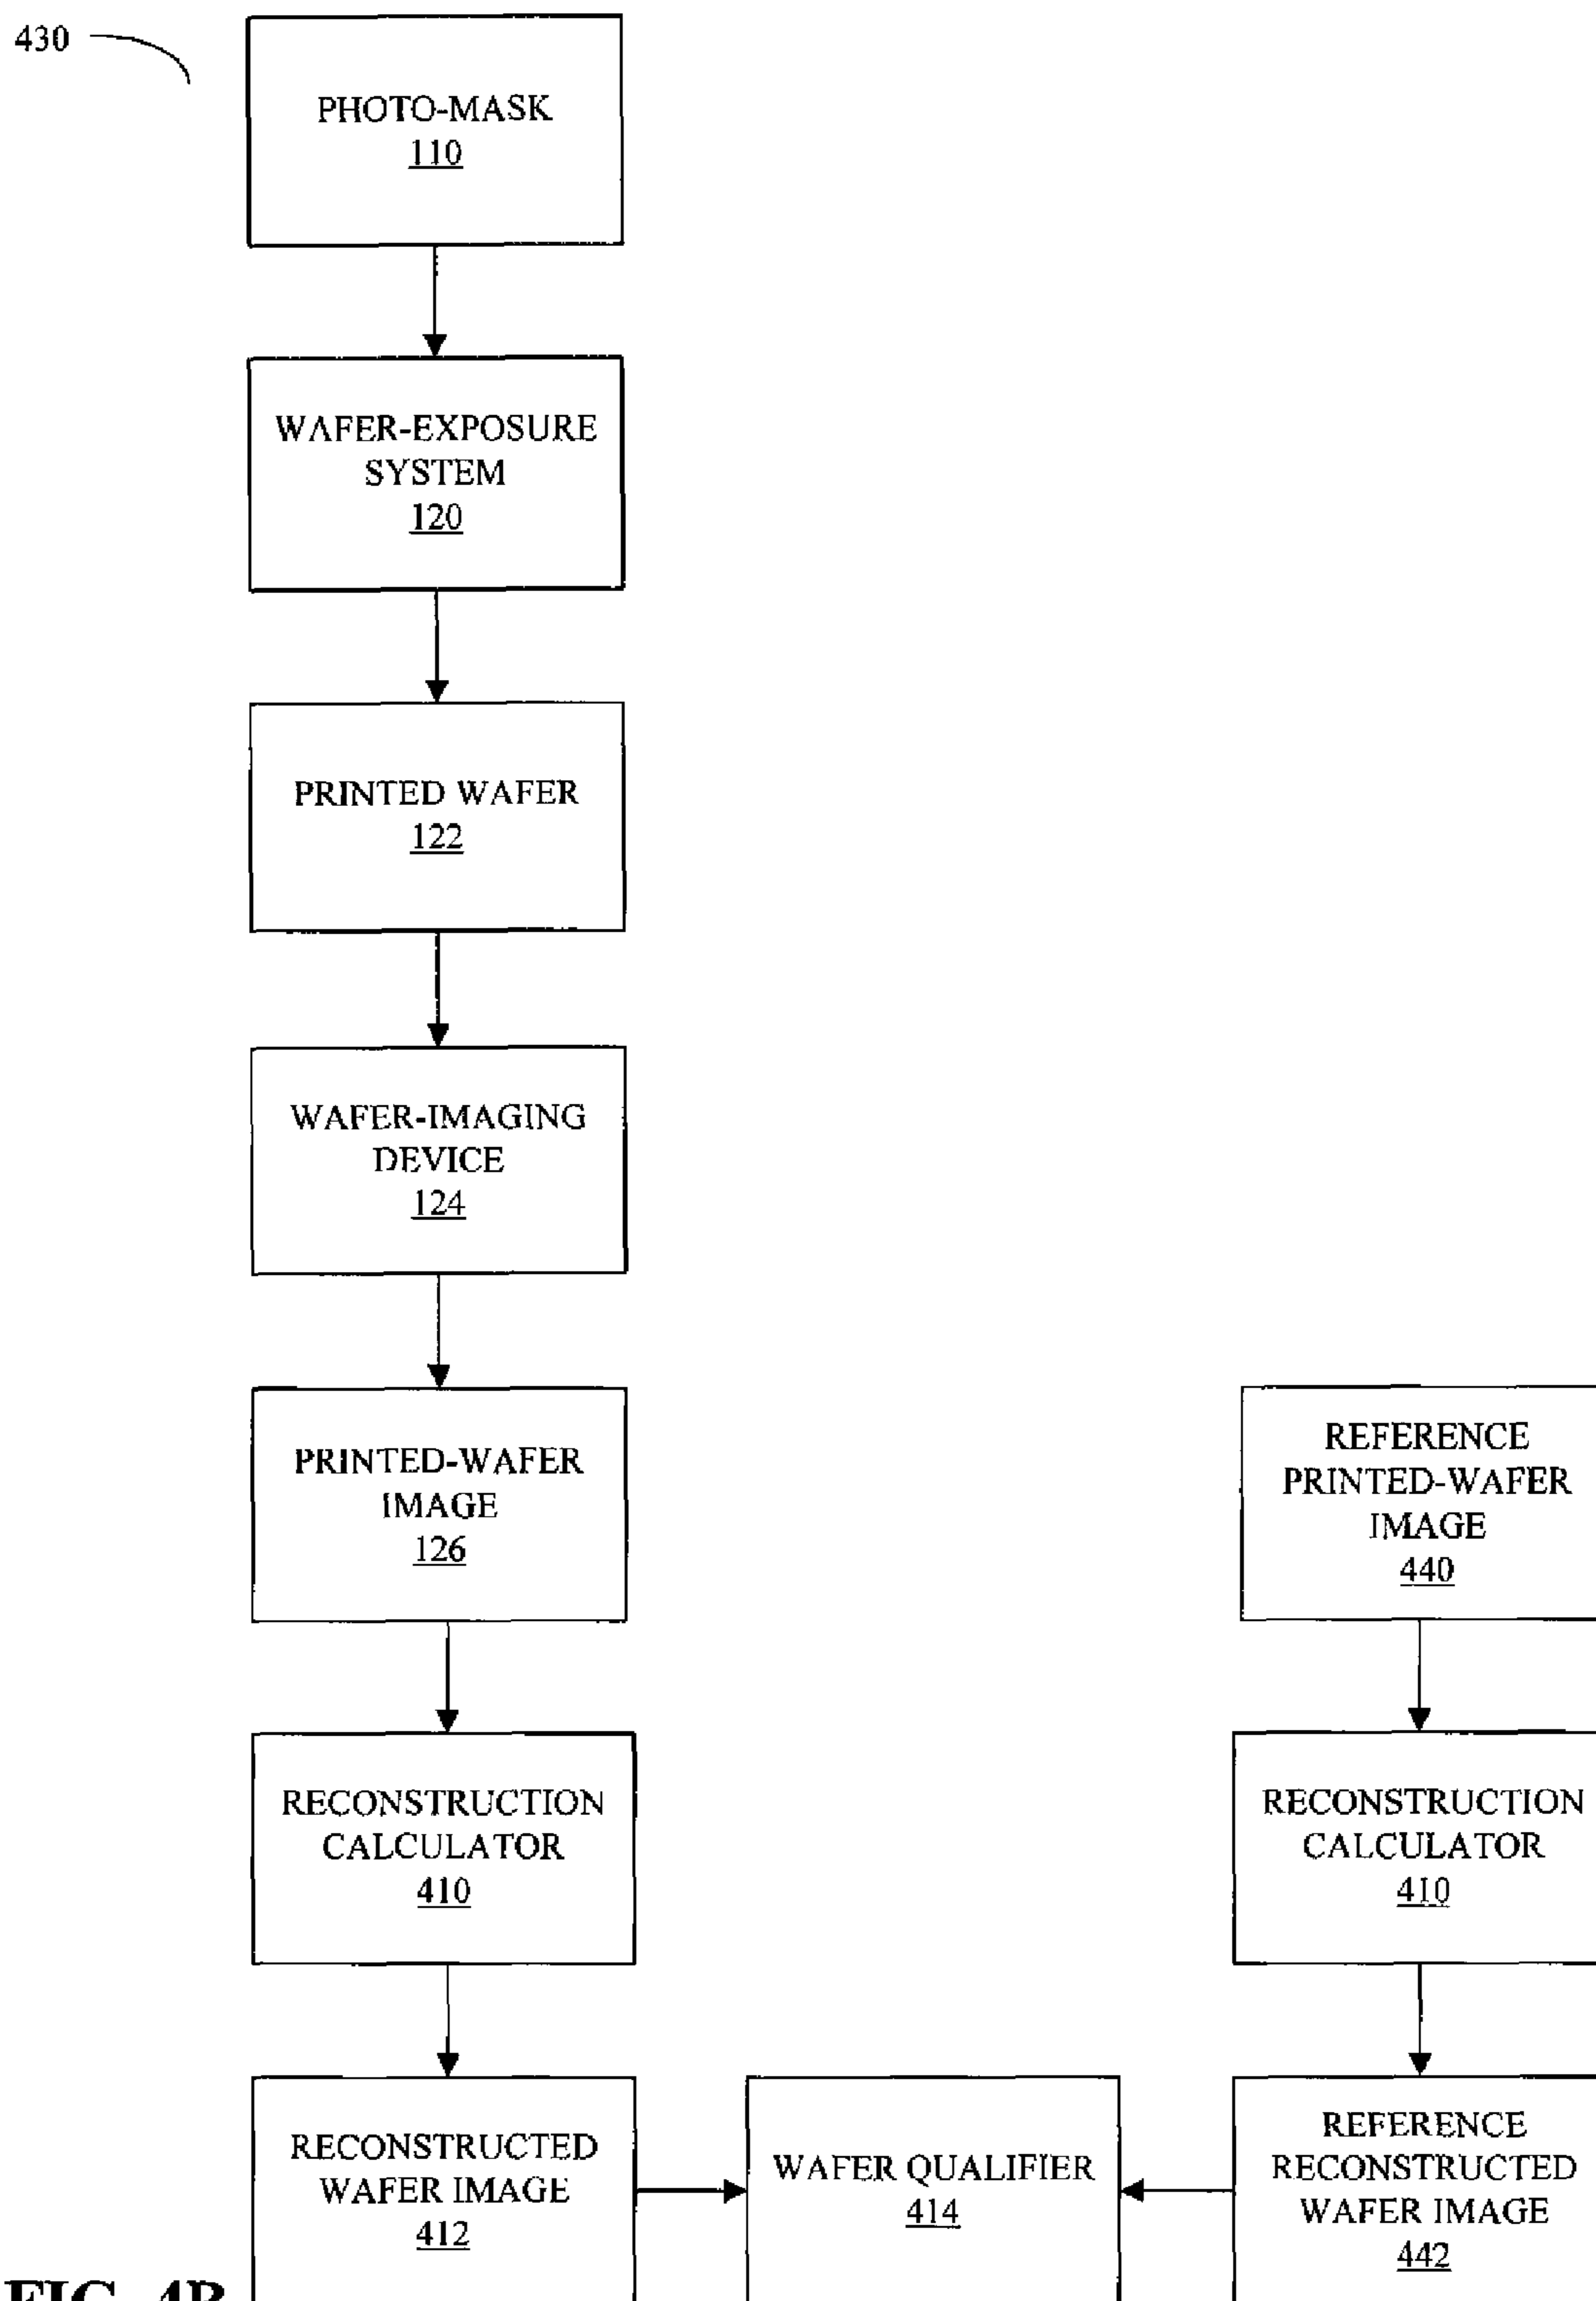 430
PHOTO-MASK
110
WAFER-EXPOSURE
SYSTEM
120
PRINTED WAFER
122
WAFER-IMAGING
DEVICE
124
PRINTED-WAFER
IMAGE
126
REFERENCE
PRINTED-WAFER
IMAGE
440
RECONSTRUCTION
CALCULATOR
410
RECONSTRUCTION
CALCULATOR
410
RECONSTRUCTED
WAFER IMAGE
412
WAFER QUALIFIER
414
REFERENCE
RECONSTRUCTED
WAFER IMAGE
442
FIG. 4B